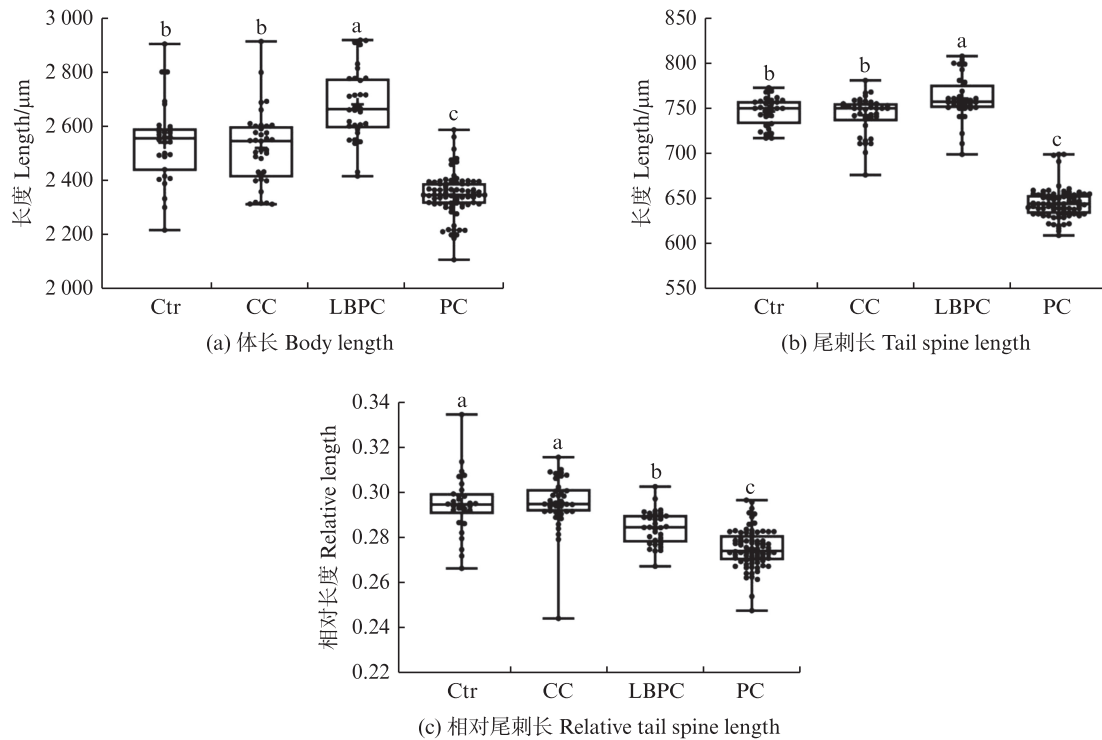 3 000
2 800
2 600
2 400
2 200
2 000
长度 Length/μm
b
b
a
c
Ctr
CC
LBPC
PC
(a) 体长 Body length
850
800
750
700
650
600
550
长度 Length/μm
b
b
a
c
Ctr
CC
LBPC
PC
(b) 尾刺长 Tail spine length
0.34
0.32
0.30
0.28
0.26
0.24
0.22
相对长度 Relative length
a
a
b
c
Ctr
CC
LBPC
PC
(c) 相对尾刺长 Relative tail spine length